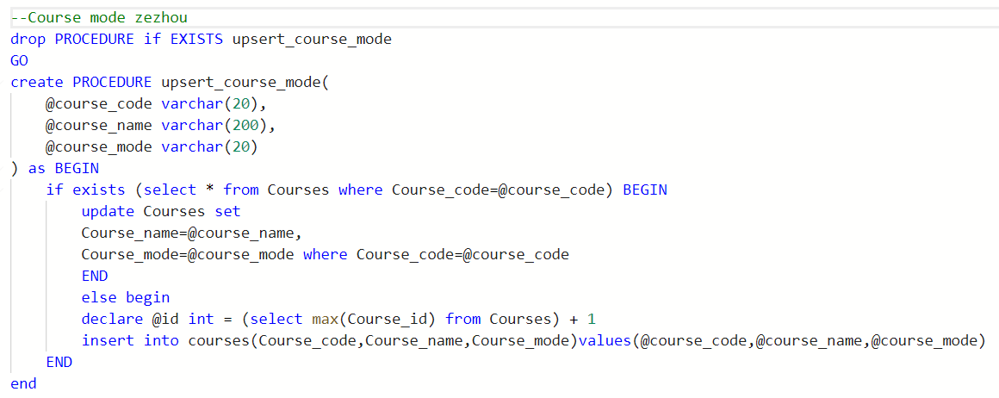 --Course mode zezhou
drop PROCEDURE if EXISTS upsert_course_mode
GO
create PROCEDURE upsert_course_mode(
    @course_code varchar(20),
    @course_name varchar(200),
    @course_mode varchar(20)
) as BEGIN
    if exists (select * from Courses where Course_code=@course_code) BEGIN
        update Courses set
        Course_name=@course_name,
        Course_mode=@course_mode where Course_code=@course_code
        END
        else begin
        declare @id int = (select max(Course_id) from Courses) + 1
        insert into courses(Course_code,Course_name,Course_mode)values(@course_code,@course_name,@course_mode)
    END
end